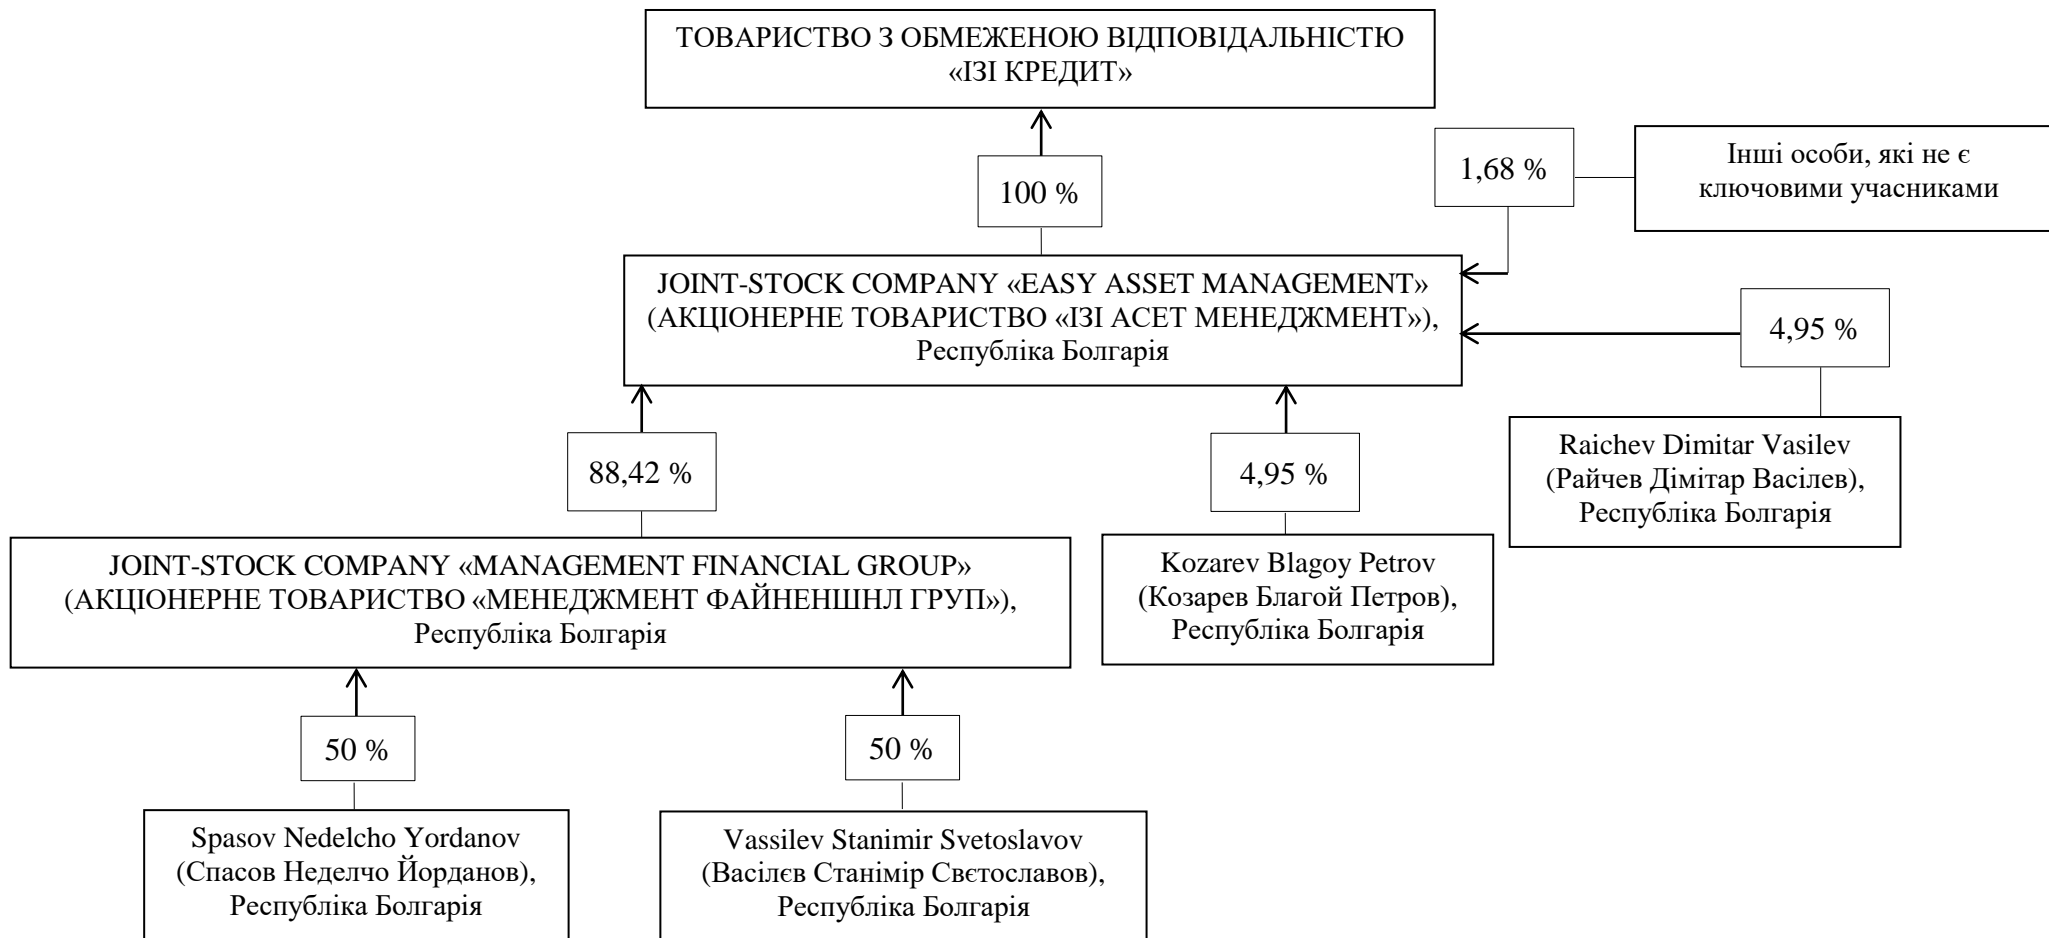 ТОВАРИСТВО З ОБМЕЖЕНОЮ ВІДПОВІДАЛЬНІСТЮ
«ІЗІ КРЕДИТ»
100 %
1,68 %
Інші особи, які не є
ключовими учасниками
JOINT-STOCK COMPANY «EASY ASSET MANAGEMENT»
(АКЦІОНЕРНЕ ТОВАРИСТВО «ІЗІ АСЕТ МЕНЕДЖМЕНТ»),
Республіка Болгарія
4,95 %
Raichev Dimitar Vasilev
(Райчев Дімітар Васілев),
Республіка Болгарія
88,42 %
4,95 %
JOINT-STOCK COMPANY «MANAGEMENT FINANCIAL GROUP»
(АКЦІОНЕРНЕ ТОВАРИСТВО «МЕНЕДЖМЕНТ ФАЙНЕНШНЛ ГРУП»),
Республіка Болгарія
Kozarev Blagoy Petrov
(Козарев Благой Петров),
Республіка Болгарія
50 %
50 %
Spasov Nedelcho Yordanov
(Спасов Неделчо Йорданов),
Республіка Болгарія
Vassilev Stanimir Svetoslavov
(Васілєв Станімір Свєтославов),
Республіка Болгарія